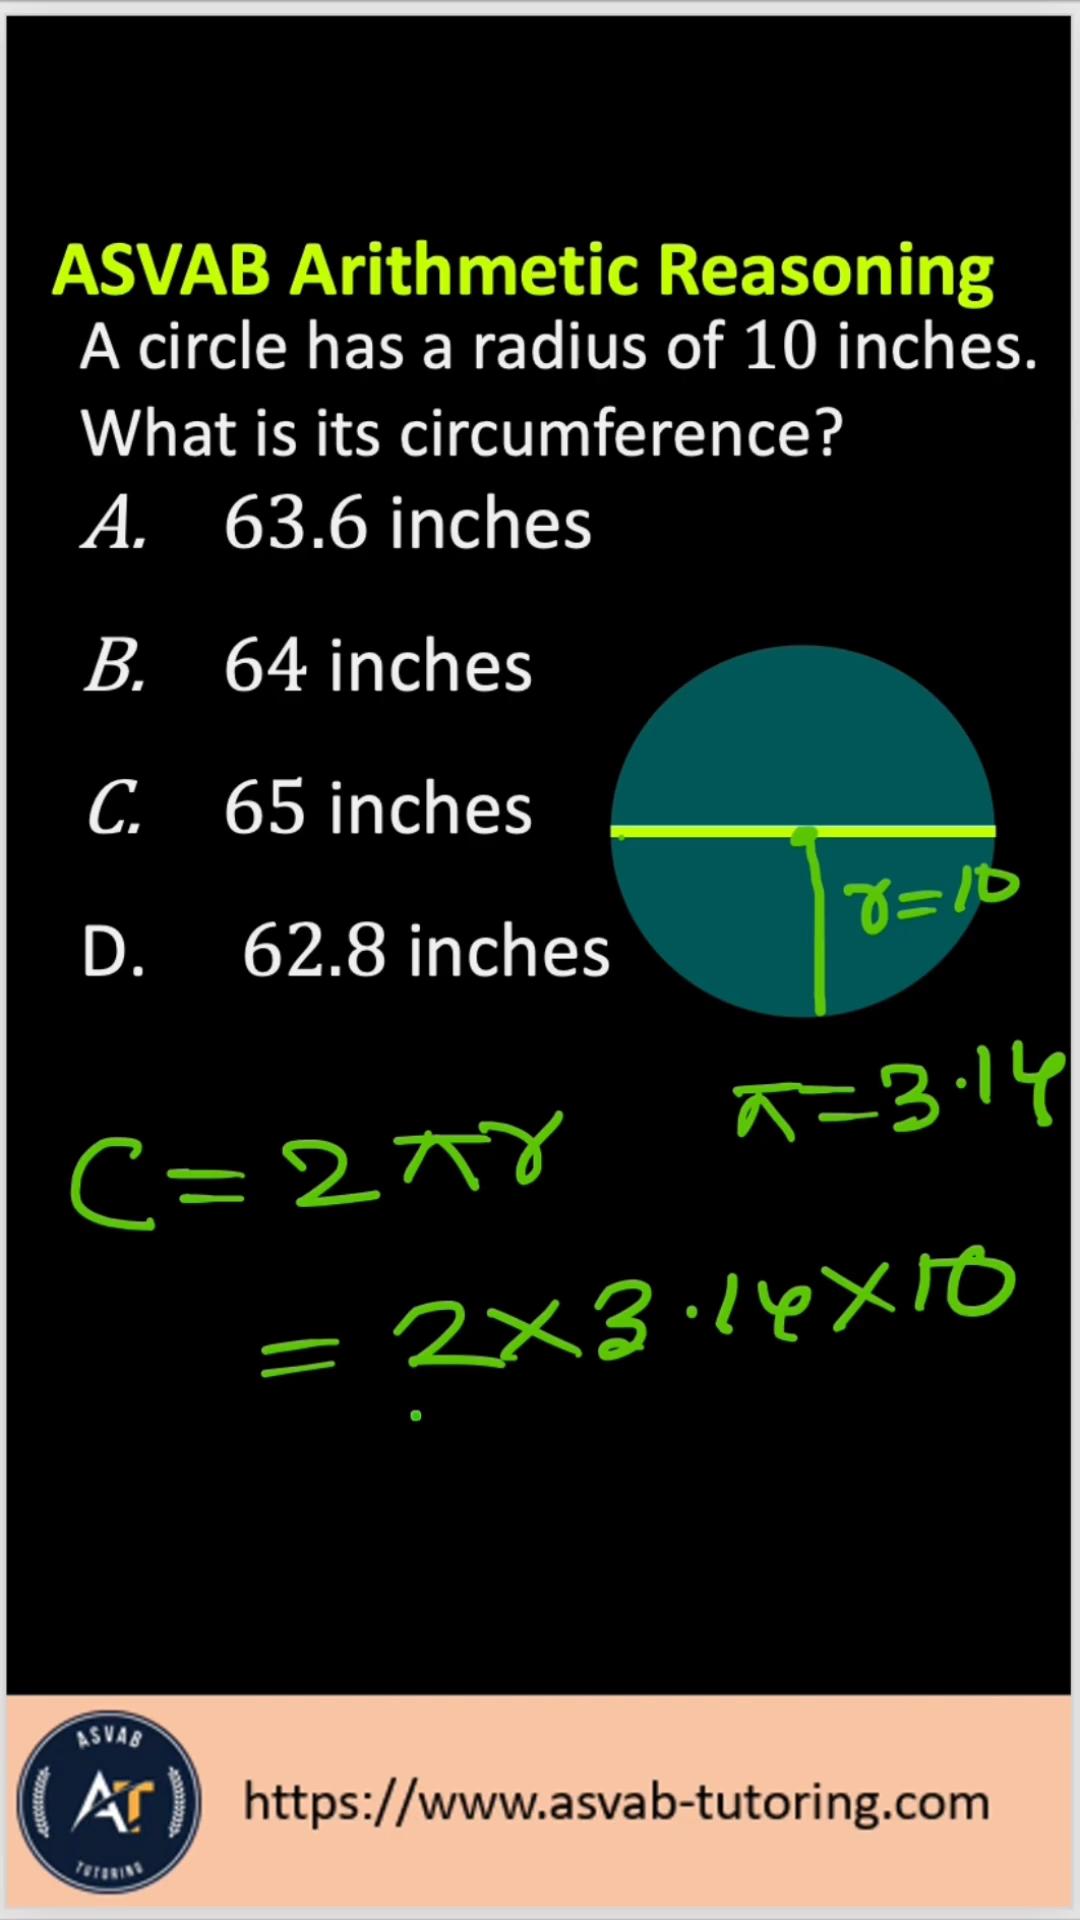 ASVAB Arithmetic Reasoning
A circle has a radius of 10 inches.
What is its circumference?
A. 63.6 inches
B. 64 inches
C. 65 inches
D. 62.8 inches
r=10
π=3.14
C=2πr
=2×3.14×10
ASVAB
AT
TUTORING
https://www.asvab-tutoring.com